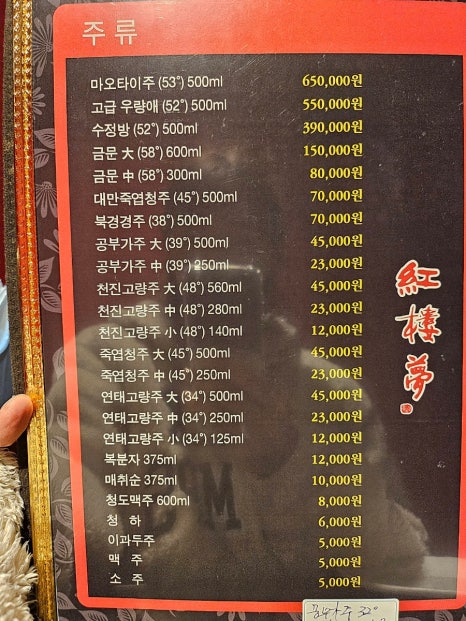 주류
마오타이주 (53°) 500ml 650,000원
고급 우량애 (52°) 500ml 550,000원
수정방 (52°) 500ml 390,000원
금문 大 (58°) 600ml 150,000원
금문 中 (58°) 300ml 80,000원
대만죽엽청주 (45°) 500ml 70,000원
북경경주 (38°) 500ml 70,000원
공부가주 大 (39°) 500ml 45,000원
공부가주 中 (39°) 250ml 23,000원
천진고량주 大 (48°) 560ml 45,000원
천진고량주 中 (48°) 280ml 23,000원
천진고량주 小 (48°) 140ml 12,000원
죽엽청주 大 (45°) 500ml 45,000원
죽엽청주 中 (45°) 250ml 23,000원
연태고량주 大 (34°) 500ml 45,000원
연태고량주 中 (34°) 250ml 23,000원
연태고량주 小 (34°) 125ml 12,000원
복분자 375ml 12,000원
매취순 375ml 10,000원
청도맥주 600ml 8,000원
청 하 6,000원
이과두주 5,000원
맥 주 5,000원
소 주 5,000원
紅樓夢
32°